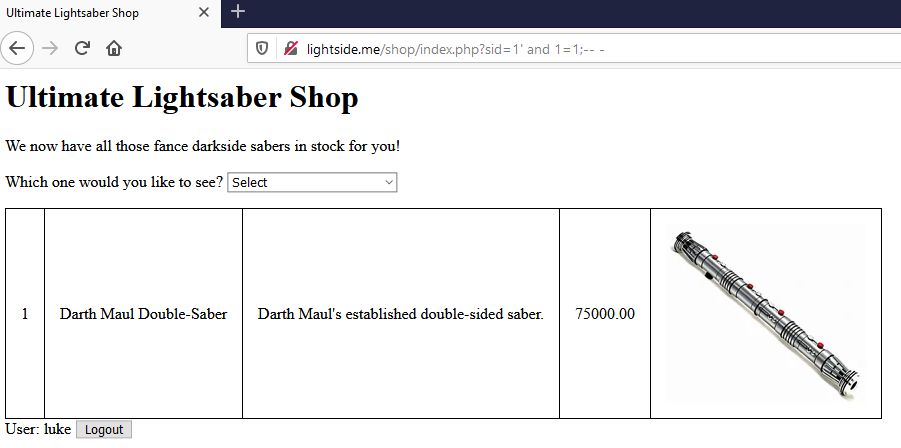 Ultimate Lightsaber Shop
lightside.me/shop/index.php?sid=1' and 1=1;-- -
Ultimate Lightsaber Shop
We now have all those fance darkside sabers in stock for you!
Which one would you like to see? Select
1 Darth Maul Double-Saber Darth Maul's established double-sided saber. 75000.00
User: luke Logout